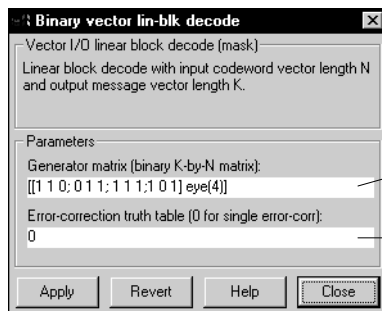 Binary vector lin-blk decode
Vector I/O linear block decode (mask)
Linear block decode with input codeword vector length N
and output message vector length K.
Parameters
Generator matrix (binary K-by-N matrix):
[[1 1 0; 0 1 1; 1 1 1;1 0 1] eye(4)]
Error-correction truth table (0 for single error-corr):
0
Apply Revert Help Close